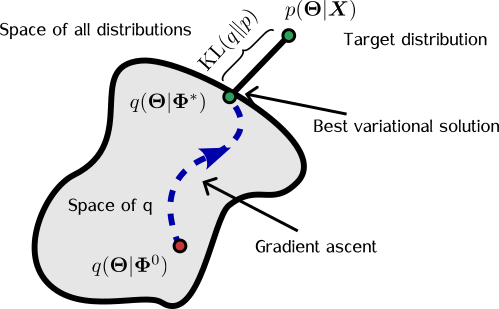 p(Θ|X)
Space of all distributions
KL(q||p)
Target distribution
q(Θ|Φ*)
Best variational solution
Space of q
Gradient ascent
q(Θ|Φ⁰)